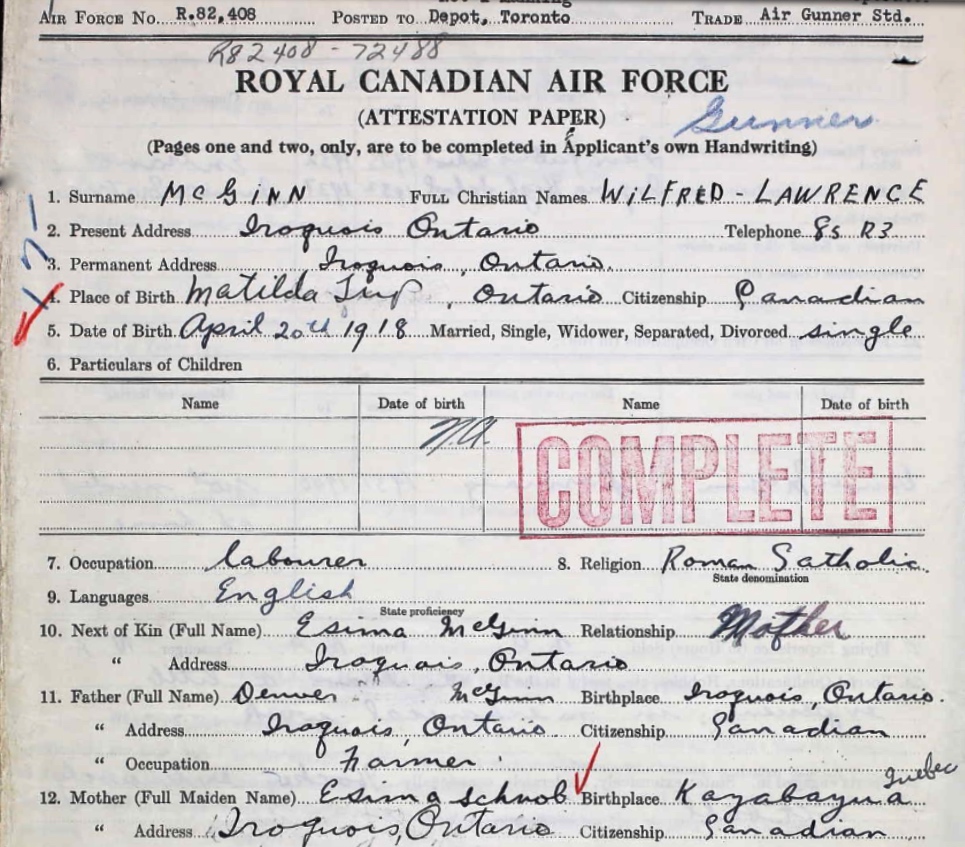 AIR FORCE NO. R.82,408 POSTED TO Depot, Toronto TRADE Air Gunner Std.
R82408 - 72488
ROYAL CANADIAN AIR FORCE
(ATTESTATION PAPER)
Gunner
(Pages one and two, only, are to be completed in Applicant's own Handwriting)
1. Surname McGINN FULL Christian Names WILFRED - LAWRENCE
2. Present Address Iroquois Ontario Telephone 8s R3
3. Permanent Address Iroquois, Ontario.
4. Place of Birth Matilda Twp, Ontario Citizenship Canadian
5. Date of Birth April 20th 1918 Married, Single, Widower, Separated, Divorced single
6. Particulars of Children
Name Date of birth Name Date of birth
N.A.
COMPLETE
7. Occupation labourer 8. Religion Roman Catholic
State denomination
9. Languages English
State proficiency
10. Next of Kin (Full Name) Esima McGinn Relationship Mother
" Address Iroquois, Ontario
11. Father (Full Name) Denver McGinn Birthplace Iroquois, Ontario.
" Address Iroquois, Ontario Citizenship Canadian
" Occupation Farmer
Quebec
12. Mother (Full Maiden Name) Esima Schnob Birthplace Kazabazua
" Address Iroquois, Ontario Citizenship Canadian